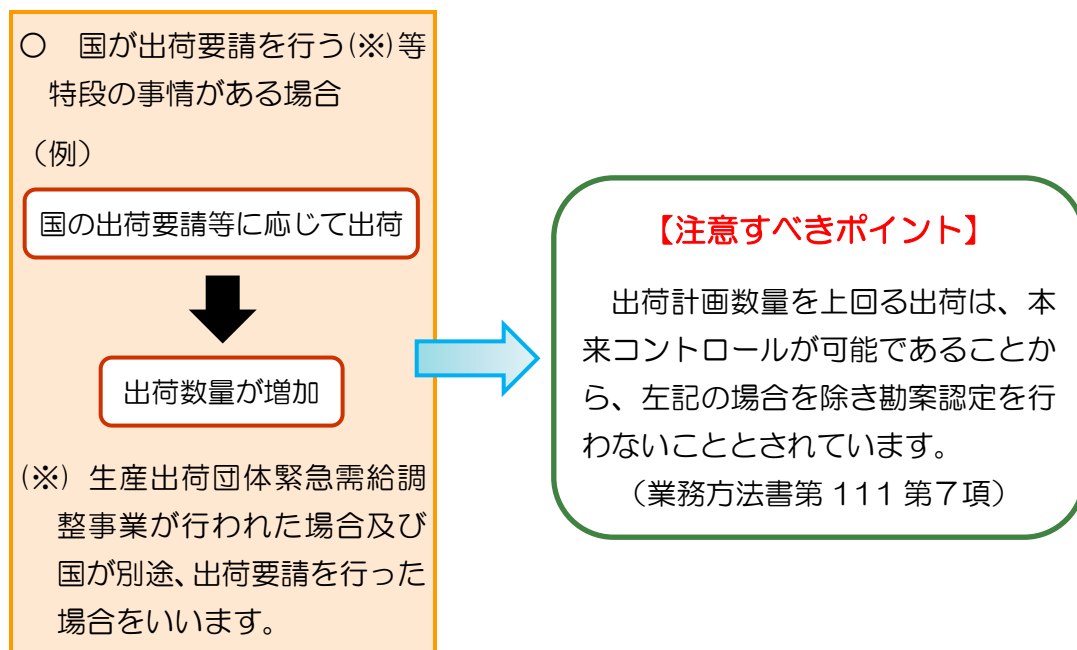 〇　国が出荷要請を行う(※)等
特段の事情がある場合
（例）
国の出荷要請等に応じて出荷
出荷数量が増加
(※) 生産出荷団体緊急需給調
整事業が行われた場合及び
国が別途、出荷要請を行った
場合をいいます。
【注意すべきポイント】
出荷計画数量を上回る出荷は、本
来コントロールが可能であることか
ら、左記の場合を除き勘案認定を行
わないこととされています。
（業務方法書第 111 第７項）